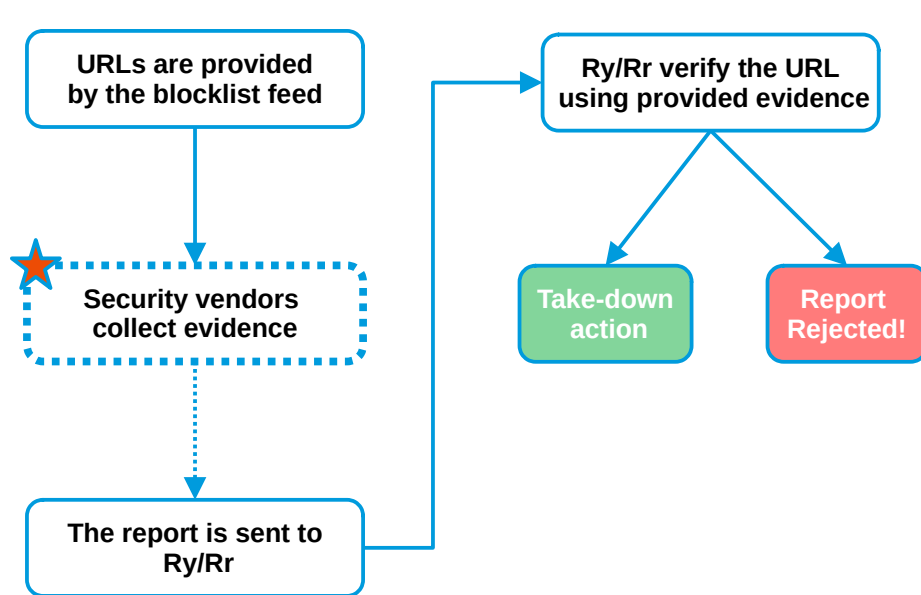 URLs are provided
by the blocklist feed
Security vendors
collect evidence
The report is sent to
Ry/Rr
Ry/Rr verify the URL
using provided evidence
Take-down
action
Report
Rejected!